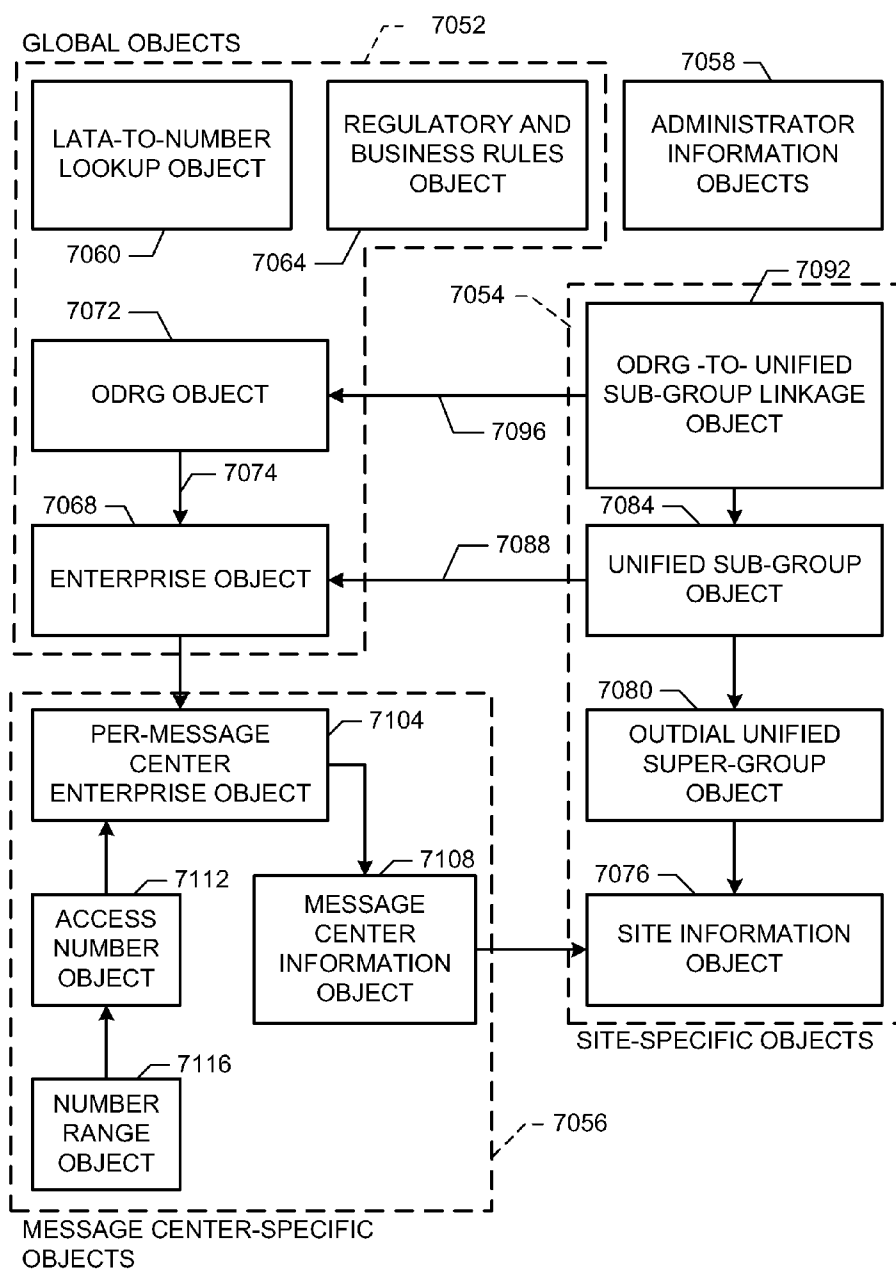 7052
GLOBAL OBJECTS
7058
LATA-TO-NUMBER
LOOKUP OBJECT
REGULATORY AND
BUSINESS RULES
OBJECT
ADMINISTRATOR
INFORMATION
OBJECTS
7060
7064
7092
7054
7072
ODRG OBJECT
ODRG -TO- UNIFIED
SUB-GROUP LINKAGE
OBJECT
7096
7074
7068
7084
7088
ENTERPRISE OBJECT
UNIFIED SUB-GROUP
OBJECT
7080
PER-MESSAGE
CENTER
ENTERPRISE OBJECT
7104
OUTDIAL UNIFIED
SUPER-GROUP
OBJECT
7108
7076
7112
ACCESS
NUMBER
OBJECT
MESSAGE
CENTER
INFORMATION
OBJECT
SITE INFORMATION
OBJECT
SITE-SPECIFIC OBJECTS
7116
NUMBER
RANGE
OBJECT
7056
MESSAGE CENTER-SPECIFIC
OBJECTS